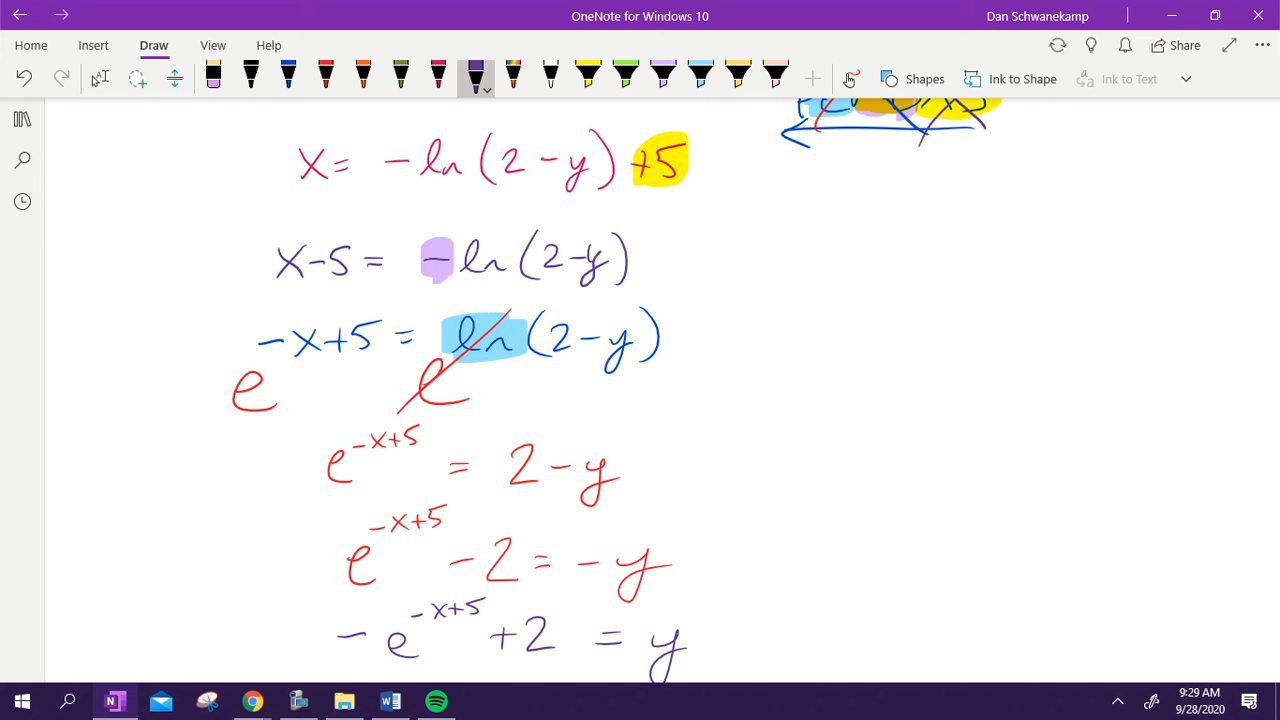 OneNote for Windows 10
Dan Schwanekamp
Home Insert Draw View Help
Share
Shapes Ink to Shape Ink to Text
x = -ln(2-y) +5
x-5 = -ln(2-y)
-x+5 = ln(2-y)
e e
e^{-x+5} = 2-y
e^{-x+5} -2 = -y
-e^{-x+5} +2 = y
9:29 AM
9/28/2020